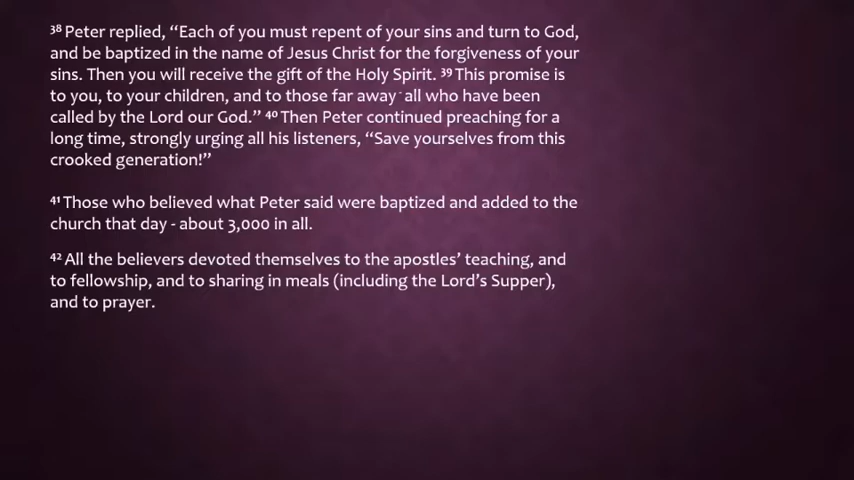 ³⁸ Peter replied, “Each of you must repent of your sins and turn to God,
and be baptized in the name of Jesus Christ for the forgiveness of your
sins. Then you will receive the gift of the Holy Spirit. ³⁹ This promise is
to you, to your children, and to those far away - all who have been
called by the Lord our God.” ⁴⁰ Then Peter continued preaching for a
long time, strongly urging all his listeners, “Save yourselves from this
crooked generation!”
⁴¹ Those who believed what Peter said were baptized and added to the
church that day - about 3,000 in all.
⁴² All the believers devoted themselves to the apostles’ teaching, and
to fellowship, and to sharing in meals (including the Lord’s Supper),
and to prayer.